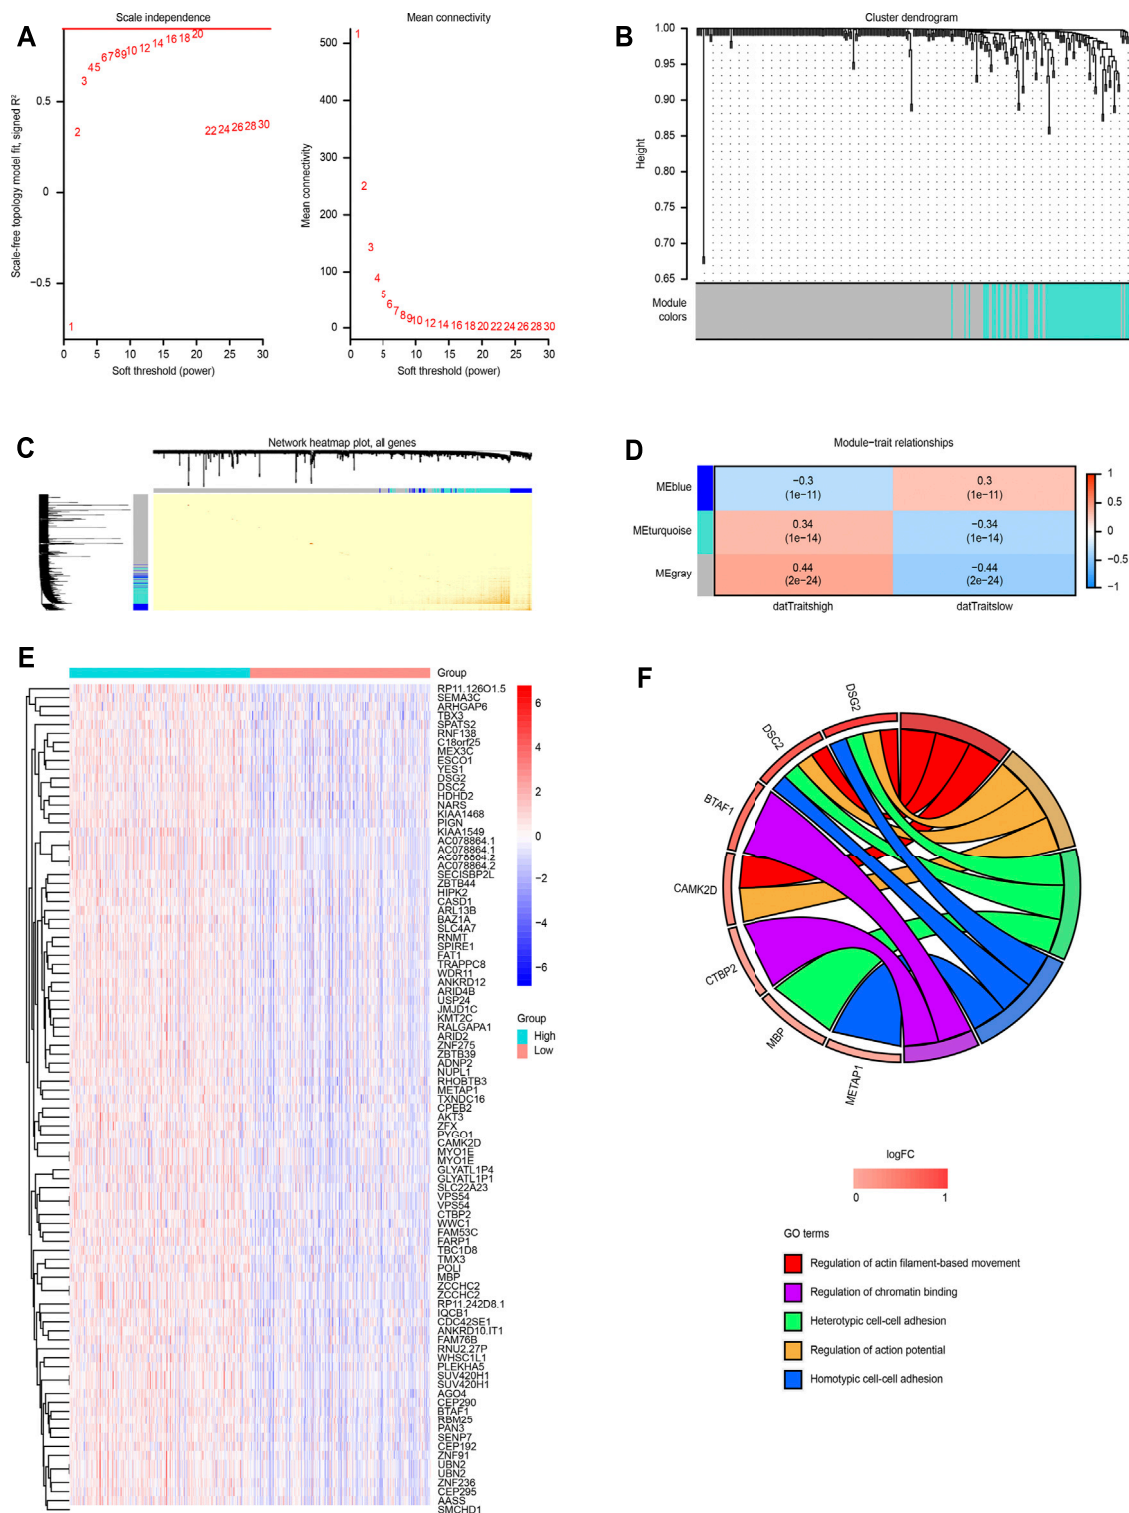 A
Scale independence
Scale-free topology model fit, signed R²
0.5
0
−0.5
1
2
3
4
5
6
7
8
9
10
12
14
16
18
20
22
24
26
28
30
0
5
10
15
20
25
30
Soft threshold (power)
Mean connectivity
Mean connectivity
500
400
300
200
100
0
1
2
3
4
5
6
7
8
9
10
12
14
16
18
20
22
24
26
28
30
0
5
10
15
20
25
30
Soft threshold (power)
B
Cluster dendrogram
Height
1.00
0.95
1.90
0.85
1.80
0.75
0.70
0.65
Module
colors
C
Network heatmap plot, all genes
D
Module−trait relationships
MEblue
−0.3
(1e−11)
0.3
(1e−11)
MEturquoise
0.34
(1e−14)
−0.34
(1e−14)
MEgray
0.44
(2e−24)
−0.44
(2e−24)
datTraitshigh
datTraitslow
1
0.5
0
−0.5
−1
E
Group
RP11.126O1.5
SEMA3C
ARHGAP6
TBX3
SPATS2
RNF138
C18orf25
MEX3C
ESCO1
YES1
DSG2
DSC2
HDHD2
NARS
KIAA1468
PIGN
KIAA1549
AC078864.1
AC078864.1
AC078864.2
AC078864.2
SECISBP2L
ZBTB44
HIPK2
CASD1
ARL13B
BAZ1A
SLC4A7
RNMT
SPIRE1
FAT1
TRAPPC8
WDR11
ANKRD12
ARID4B
USP24
JMJD1C
KMT2C
RALGAPA1
ARID2
ZNF275
ZBTB39
ADNP2
NUPL1
RHOBTB3
METAP1
TXNDC16
CPEB2
AKT3
ZFX
PYGO1
CAMK2D
MYO1E
MYO1E
GLYATL1P4
GLYATL1P1
SLC22A23
VPS54
VPS54
CTBP2
WWC1
FAM53C
FARP1
TBC1D8
TMX3
POLI
MBP
ZCCHC2
ZCCHC2
RP11.242D8.1
IQCB1
CDC42SE1
ANKRD10.IT1
FAM76B
RNU2.27P
WHSC1L1
PLEKHA5
SUV420H1
SUV420H1
AGO4
CEP290
BTAF1
RBM25
PAN3
SENP7
CEP192
ZNF91
UBN2
UBN2
ZNF236
CEP295
AASS
SMCHD1
6
4
2
0
−2
−4
−6
Group
High
Low
F
DSG2
DSC2
BTAF1
CAMK2D
CTBP2
MBP
METAP1
logFC
0
1
GO terms
Regulation of actin filament-based movement
Regulation of chromatin binding
Heterotypic cell-cell adhesion
Regulation of action potential
Homotypic cell-cell adhesion